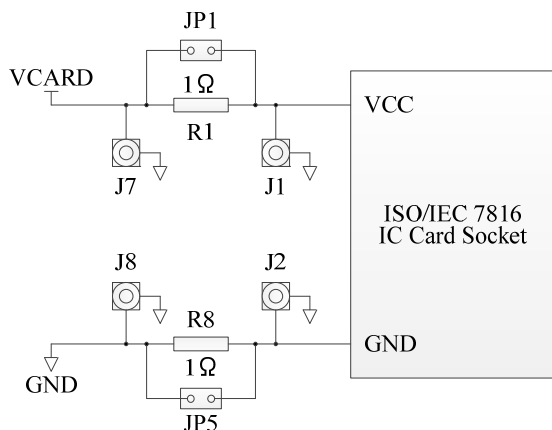 JP1
VCARD
1Ω
VCC
R1
J7
J1
ISO/IEC 7816
IC Card Socket
J8
J2
R8
GND
1Ω
GND
JP5